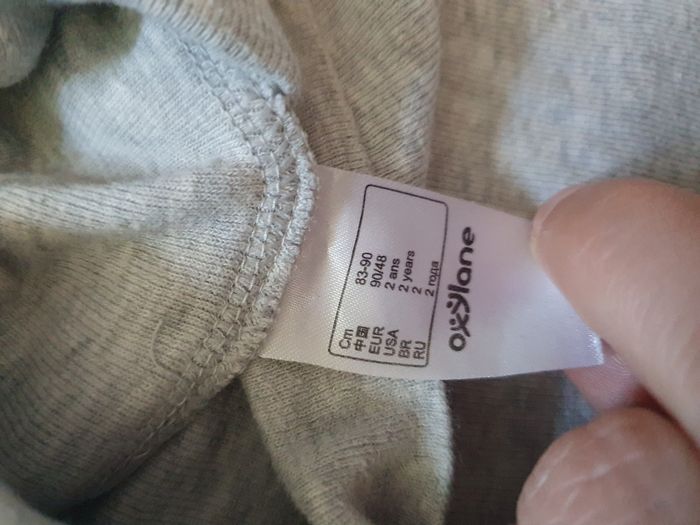 Cm 83-90
中国 90/48
EUR 2 ans
USA 2 years
BR 2
RU 2 года
oxylane